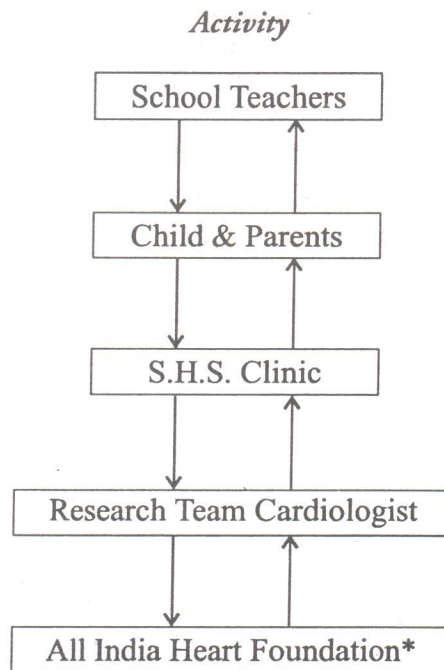 Activity
School Teachers
Child & Parents
S.H.S. Clinic
Research Team Cardiologist
All India Heart Foundation*